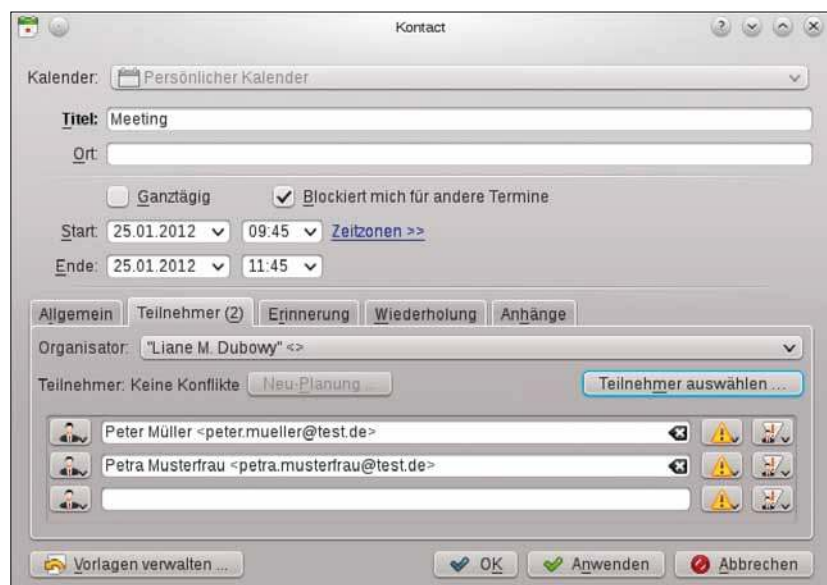 Kontact
Kalender: Persönlicher Kalender
Titel: Meeting
Ort:
Ganztägig Blockiert mich für andere Termine
Start: 25.01.2012 09:45 Zeitzonen >>
Ende: 25.01.2012 11:45
Allgemein Teilnehmer (2) Erinnerung Wiederholung Anhänge
Organisator: "Liane M. Dubowy" <>
Teilnehmer: Keine Konflikte Neu-Planung ... Teilnehmer auswählen ...
Peter Müller <peter.mueller@test.de>
Petra Musterfrau <petra.musterfrau@test.de>
Vorlagen verwalten ... OK Anwenden Abbrechen